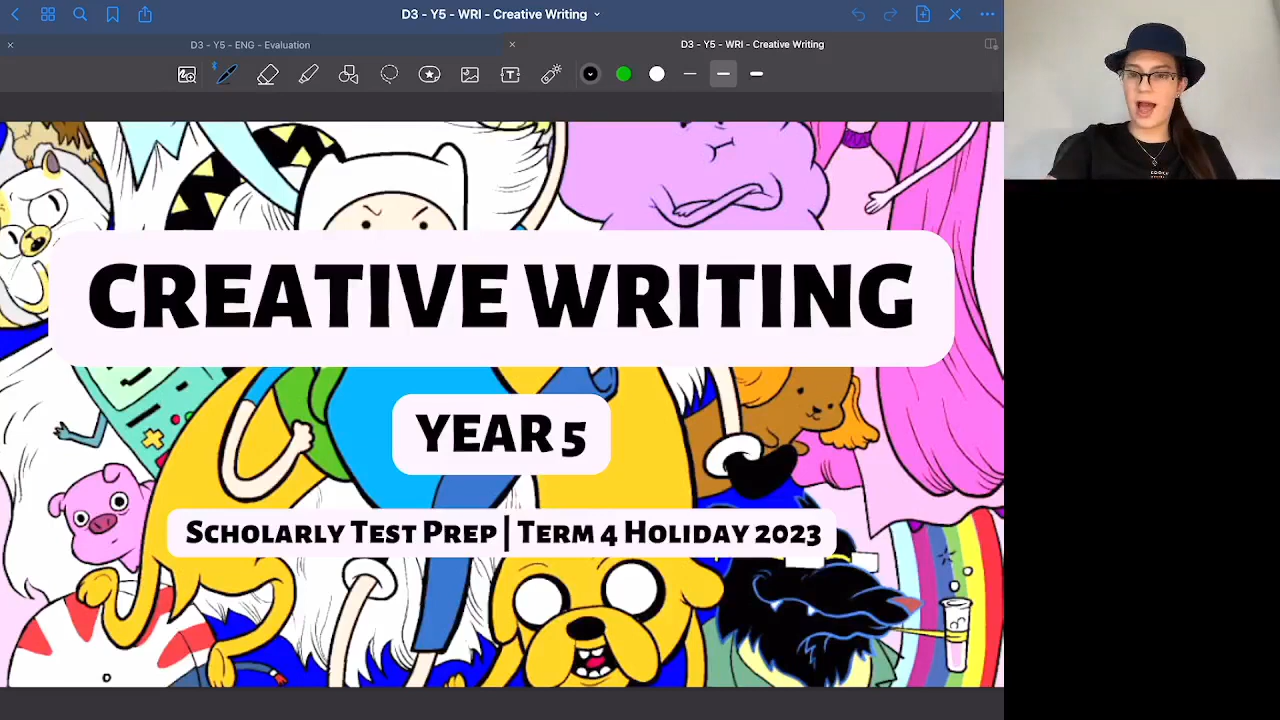 D3 - Y5 - WRI - Creative Writing
D3 - Y5 - ENG - Evaluation
D3 - Y5 - WRI - Creative Writing
CREATIVE WRITING
YEAR 5
SCHOLARLY TEST PREP | TERM 4 HOLIDAY 2023